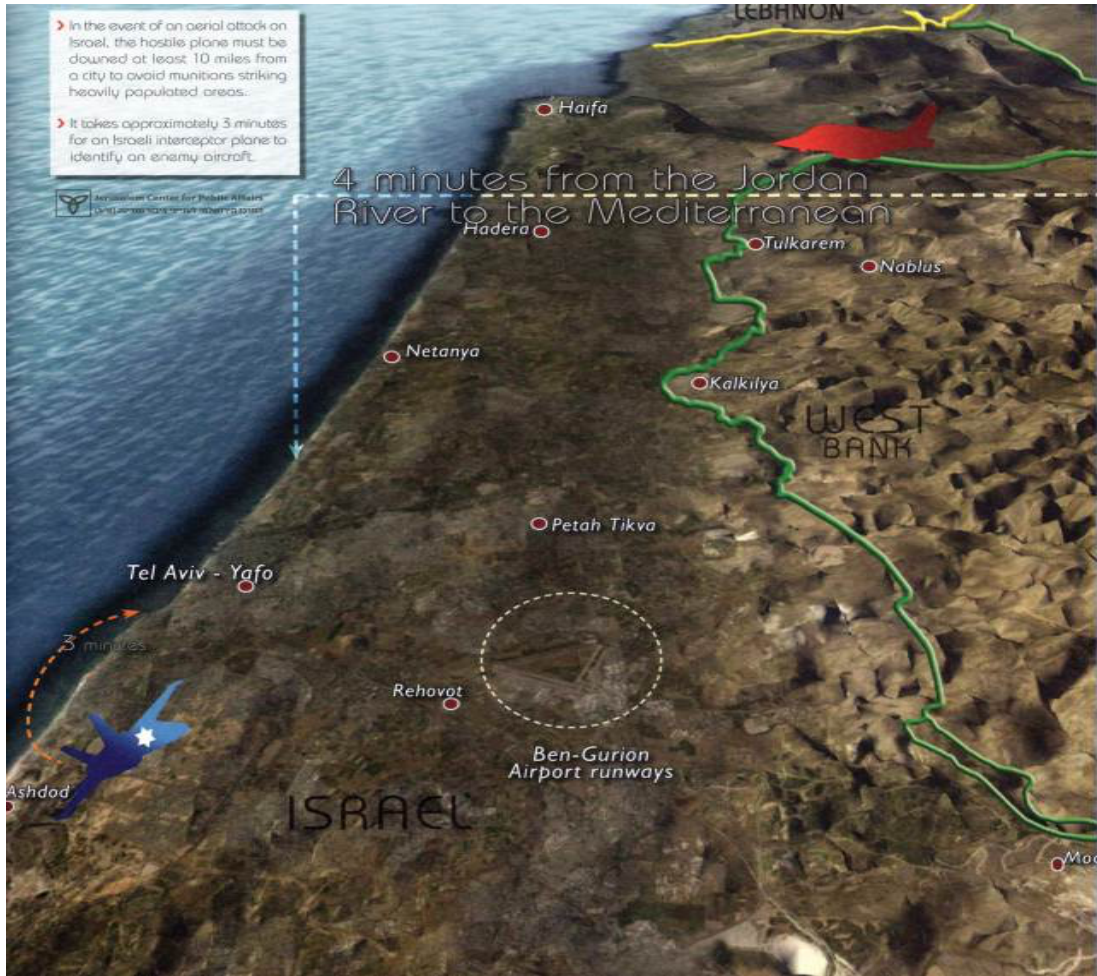 › In the event of an aerial attack on
Israel, the hostile plane must be
downed at least 10 miles from
a city to avoid munitions striking
heavily populated areas.
› It takes approximately 3 minutes
for an Israeli interceptor plane to
identify an enemy aircraft.
Jerusalem Center for Public Affairs
LEBANON
Haifa
4 minutes from the Jordan
River to the Mediterranean
Hadera
Tulkarem
Nablus
Netanya
Kalkilya
WEST
BANK
Petah Tikva
Tel Aviv - Yafo
3 minutes
Rehovot
Ben-Gurion
Airport runways
Ashdod
ISRAEL